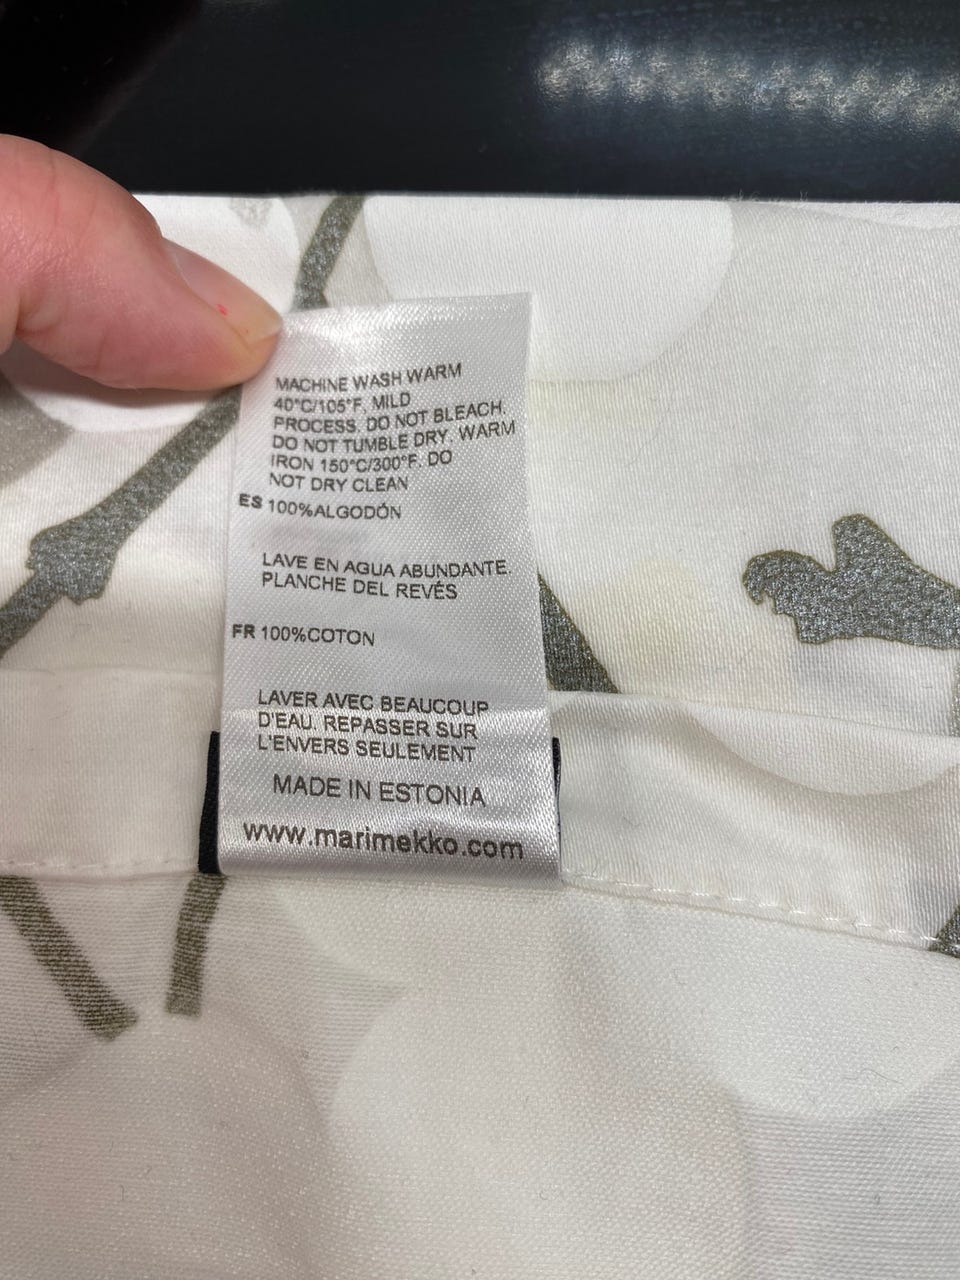 MACHINE WASH WARM
40°C/105°F, MILD
PROCESS. DO NOT BLEACH.
DO NOT TUMBLE DRY. WARM
IRON 150°C/300°F. DO
NOT DRY CLEAN
ES 100%ALGODÓN
LAVE EN AGUA ABUNDANTE.
PLANCHE DEL REVÉS
FR 100%COTON
LAVER AVEC BEAUCOUP
D'EAU. REPASSER SUR
L'ENVERS SEULEMENT
MADE IN ESTONIA
www.marimekko.com